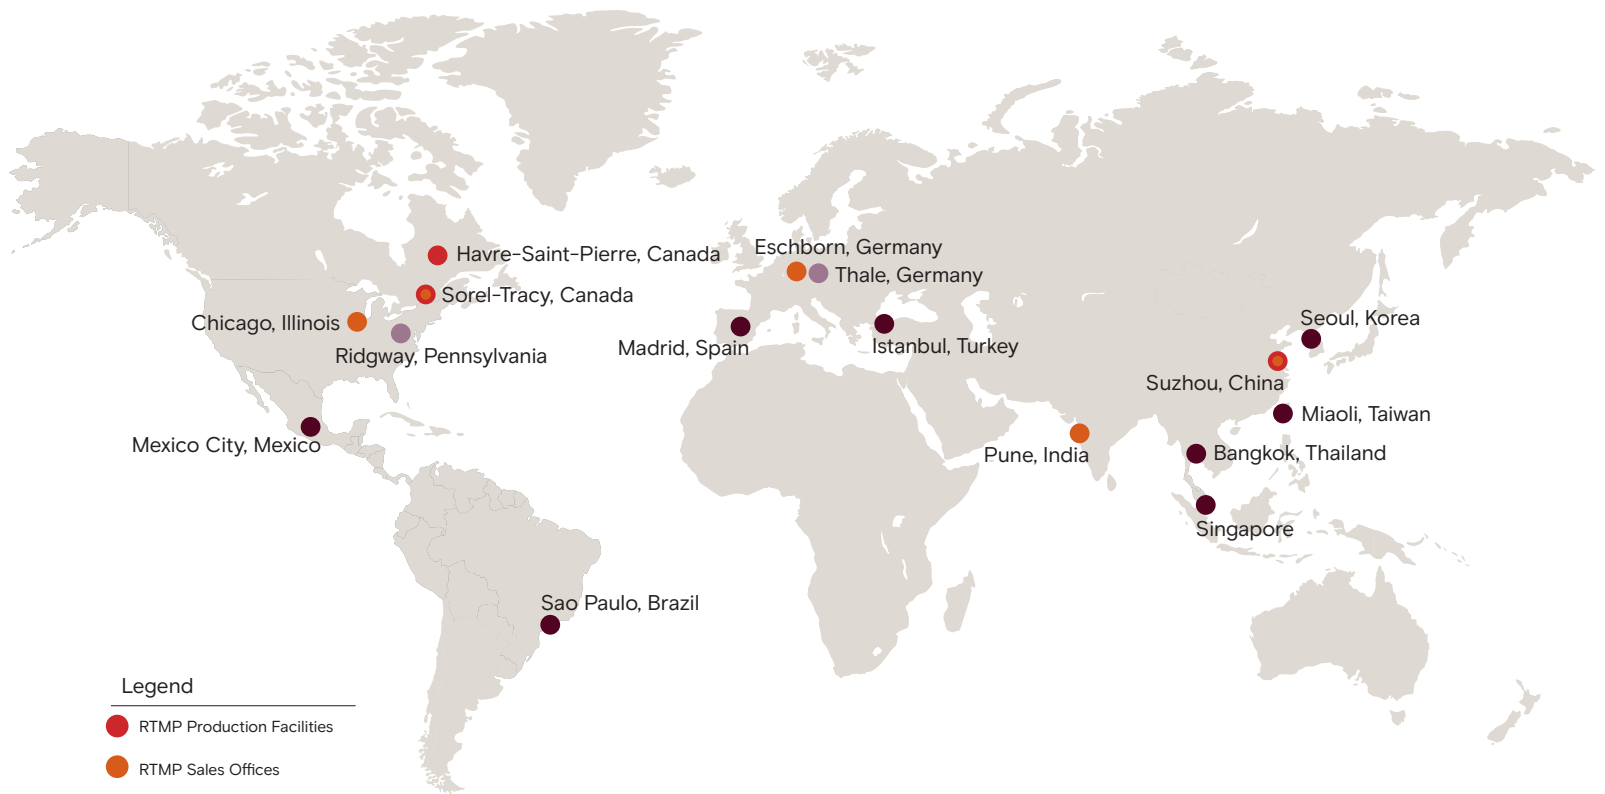 Havre-Saint-Pierre, Canada
Eschborn, Germany
Thale, Germany
Sorel-Tracy, Canada
Chicago, Illinois
Ridgway, Pennsylvania
Madrid, Spain
Istanbul, Turkey
Seoul, Korea
Suzhou, China
Miaoli, Taiwan
Mexico City, Mexico
Pune, India
Bangkok, Thailand
Singapore
Sao Paulo, Brazil
Legend
RTMP Production Facilities
RTMP Sales Offices